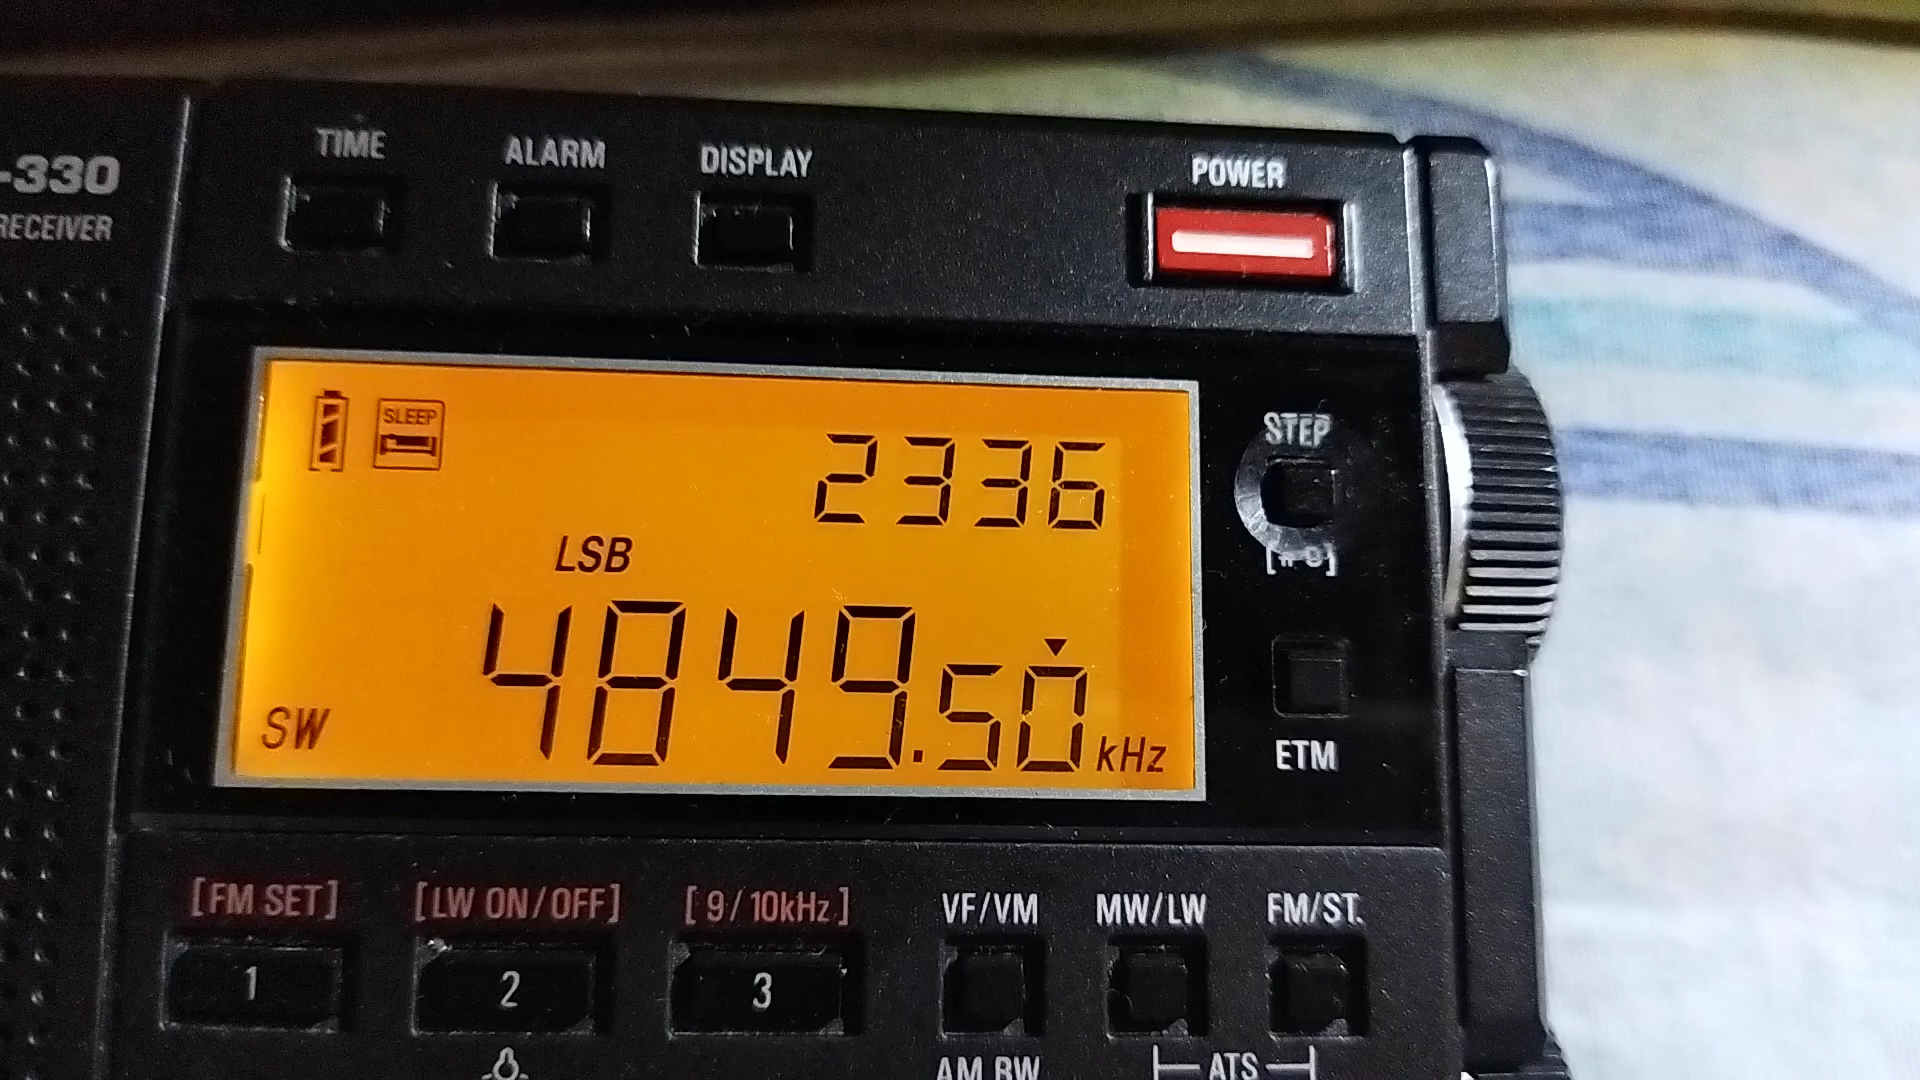 -330
RECEIVER
TIME ALARM DISPLAY POWER
SLEEP
2336
LSB
SW 4849.50 kHz
STEP
ETM
[FM SET] [LW ON/OFF] [9/10kHz] VF/VM MW/LW FM/ST.
1 2 3
AM BW ATS